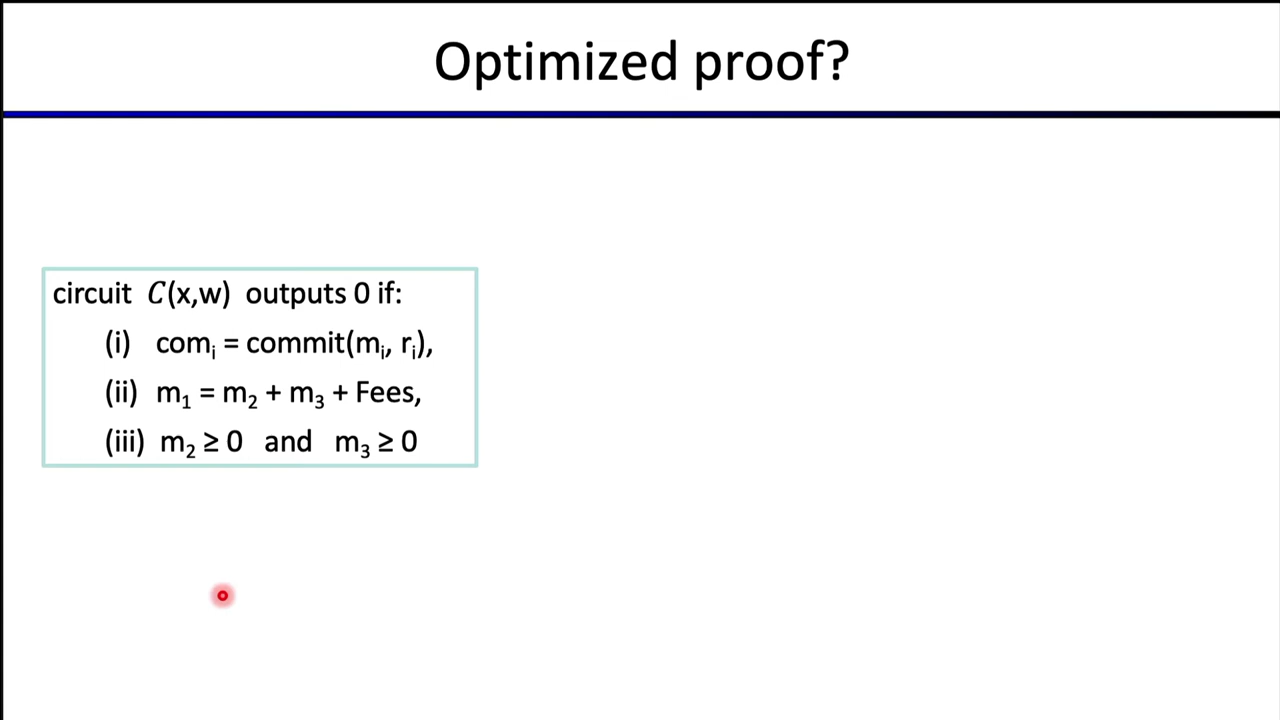 Optimized proof?
circuit C(x,w) outputs 0 if:
(i) comᵢ = commit(mᵢ, rᵢ),
(ii) m₁ = m₂ + m₃ + Fees,
(iii) m₂ ≥ 0 and m₃ ≥ 0